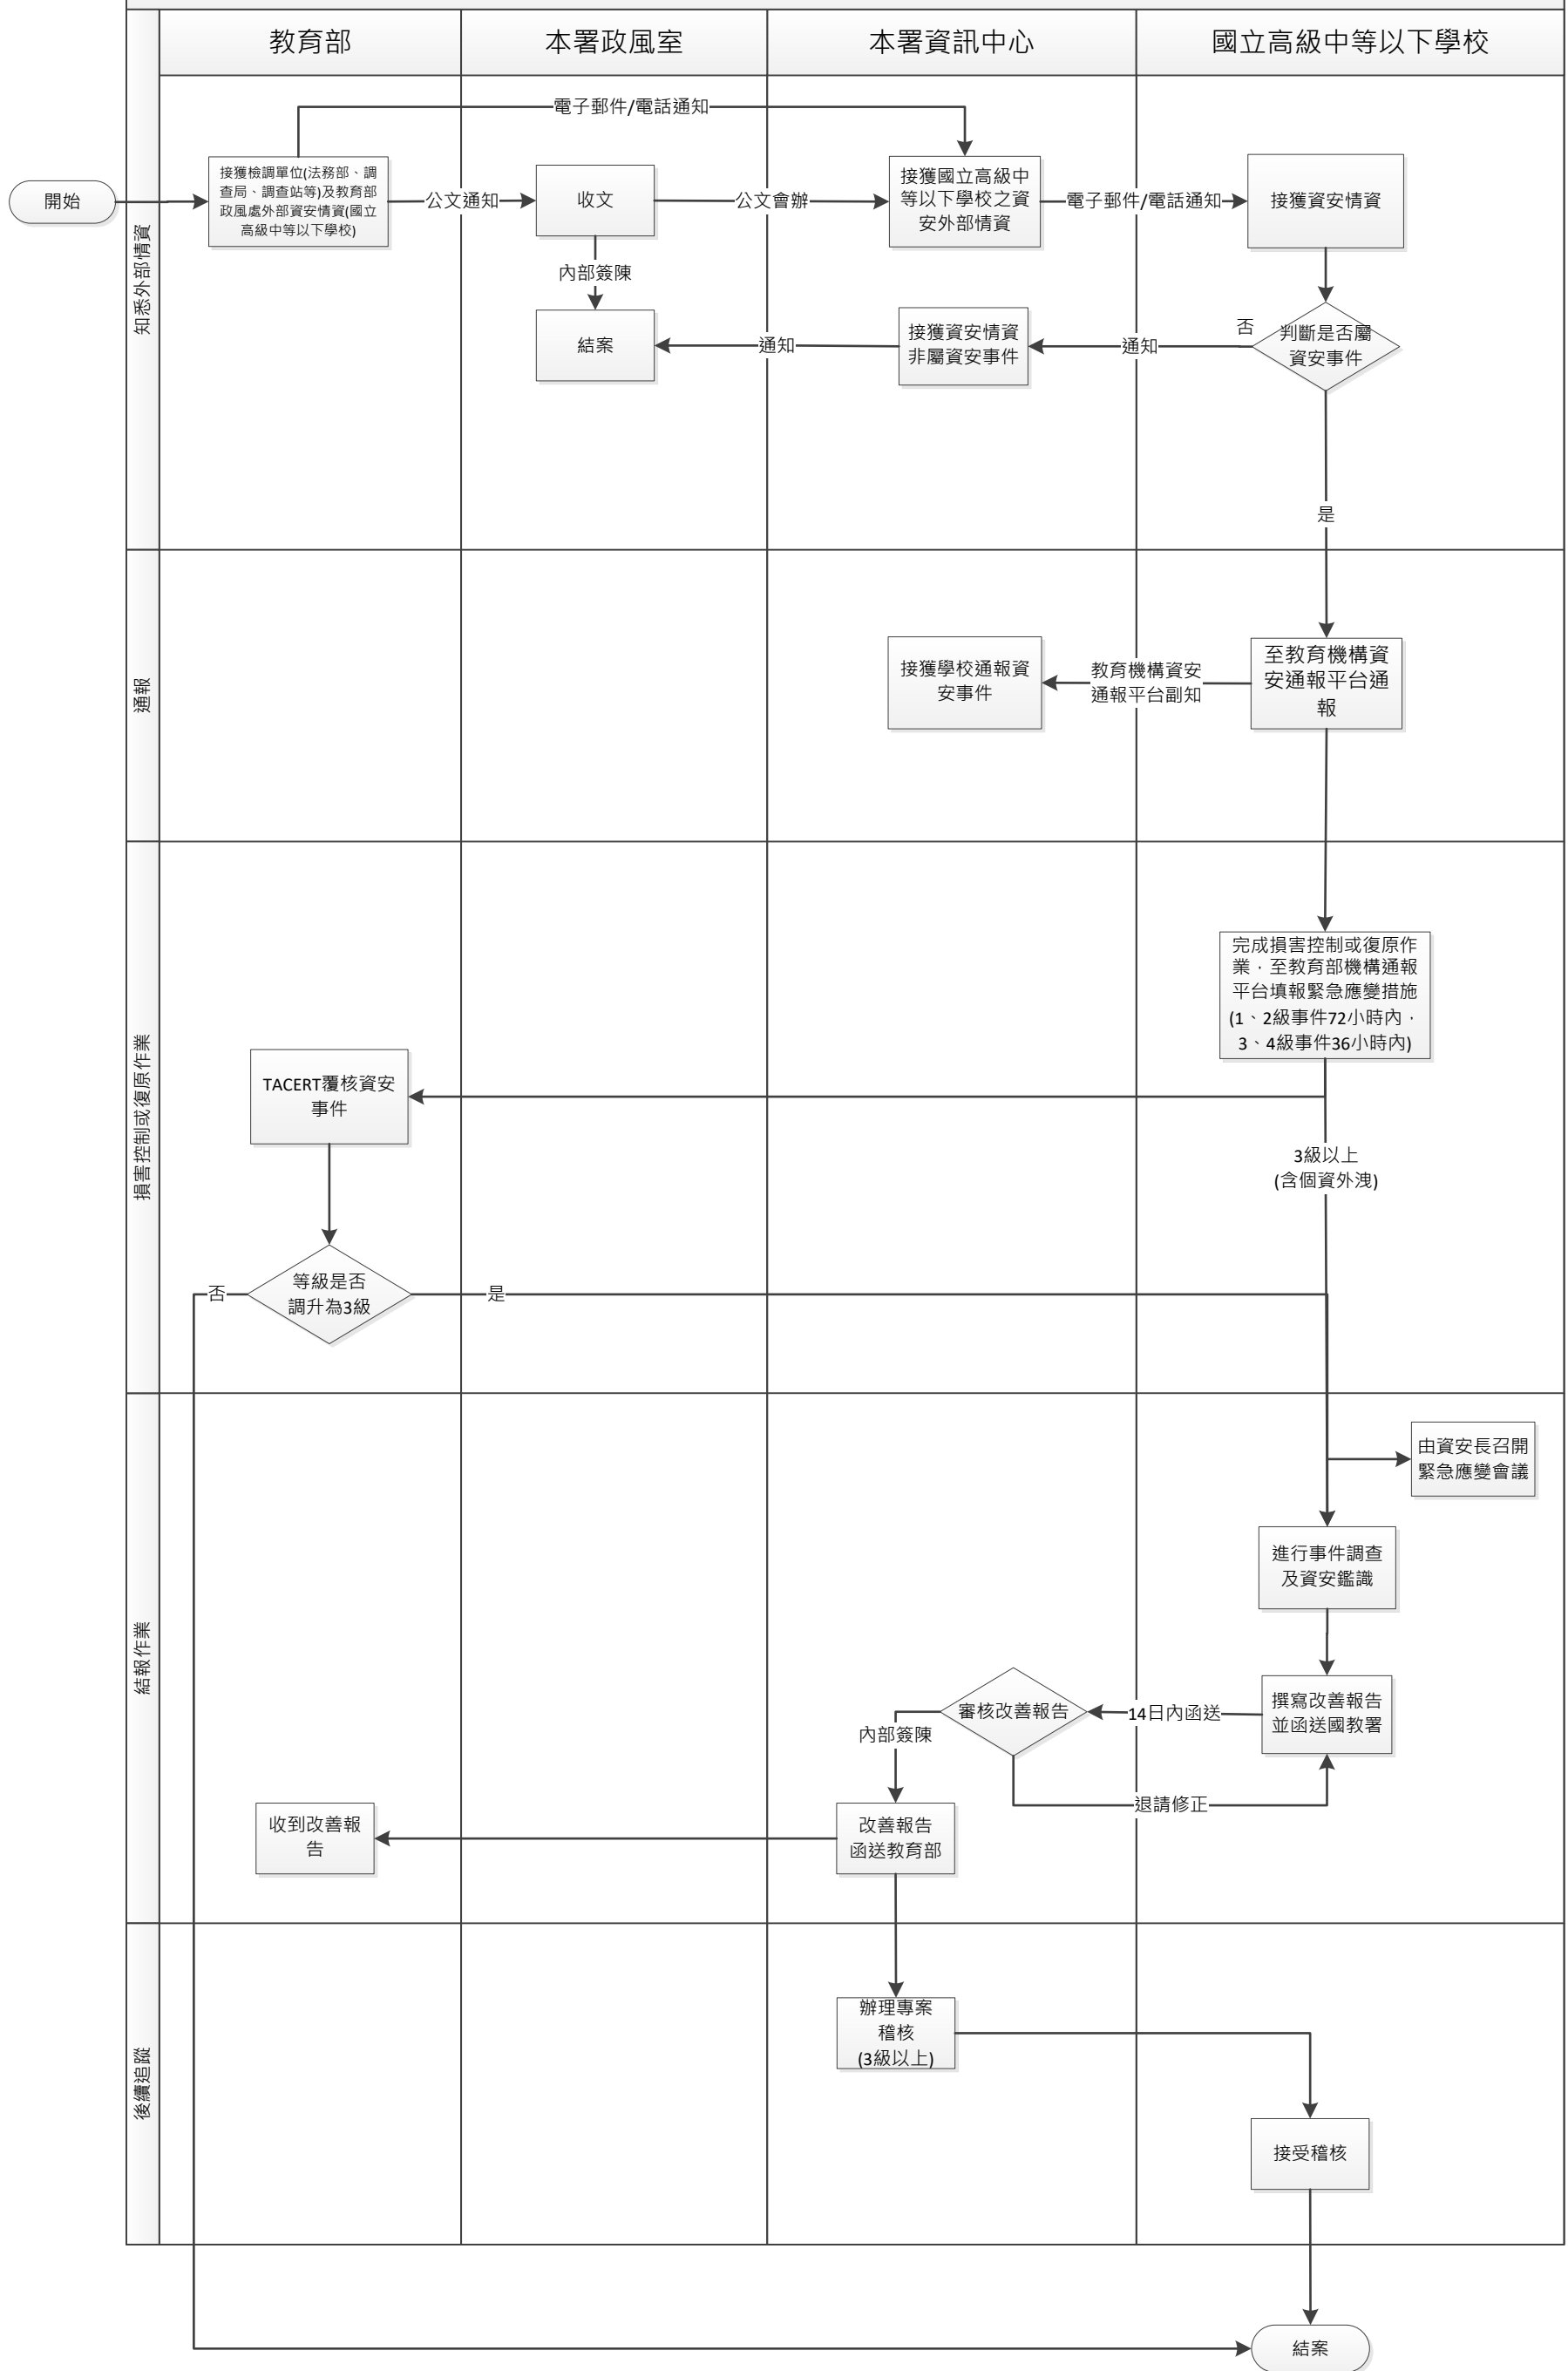 教育部
本署政風室
本署資訊中心
國立高級中等以下學校
知悉外部情資
電子郵件/電話通知
開始
接獲檢調單位(法務部、調
查局、調查站等)及教育部
政風處外部資安情資(國立
高級中等以下學校)
公文通知
收文
公文會辦
接獲國立高級中
等以下學校之資
安外部情資
電子郵件/電話通知
接獲資安情資
內部簽陳
結案
通知
接獲資安情資
非屬資安事件
通知
否
判斷是否屬
資安事件
是
通報
接獲學校通報資
安事件
教育機構資安
通報平台副知
至教育機構資
安通報平台通
報
損害控制或復原作業
完成損害控制或復原作
業，至教育部機構通報
平台填報緊急應變措施
(1、2級事件72小時內，
3、4級事件36小時內)
TACERT覆核資安
事件
3級以上
(含個資外洩)
否
等級是否
調升為3級
是
結報作業
由資安長召開
緊急應變會議
進行事件調查
及資安鑑識
審核改善報告
14日內函送
撰寫改善報告
並函送國教署
內部簽陳
退請修正
收到改善報
告
改善報告
函送教育部
後續追蹤
辦理專案
稽核
(3級以上)
接受稽核
結案